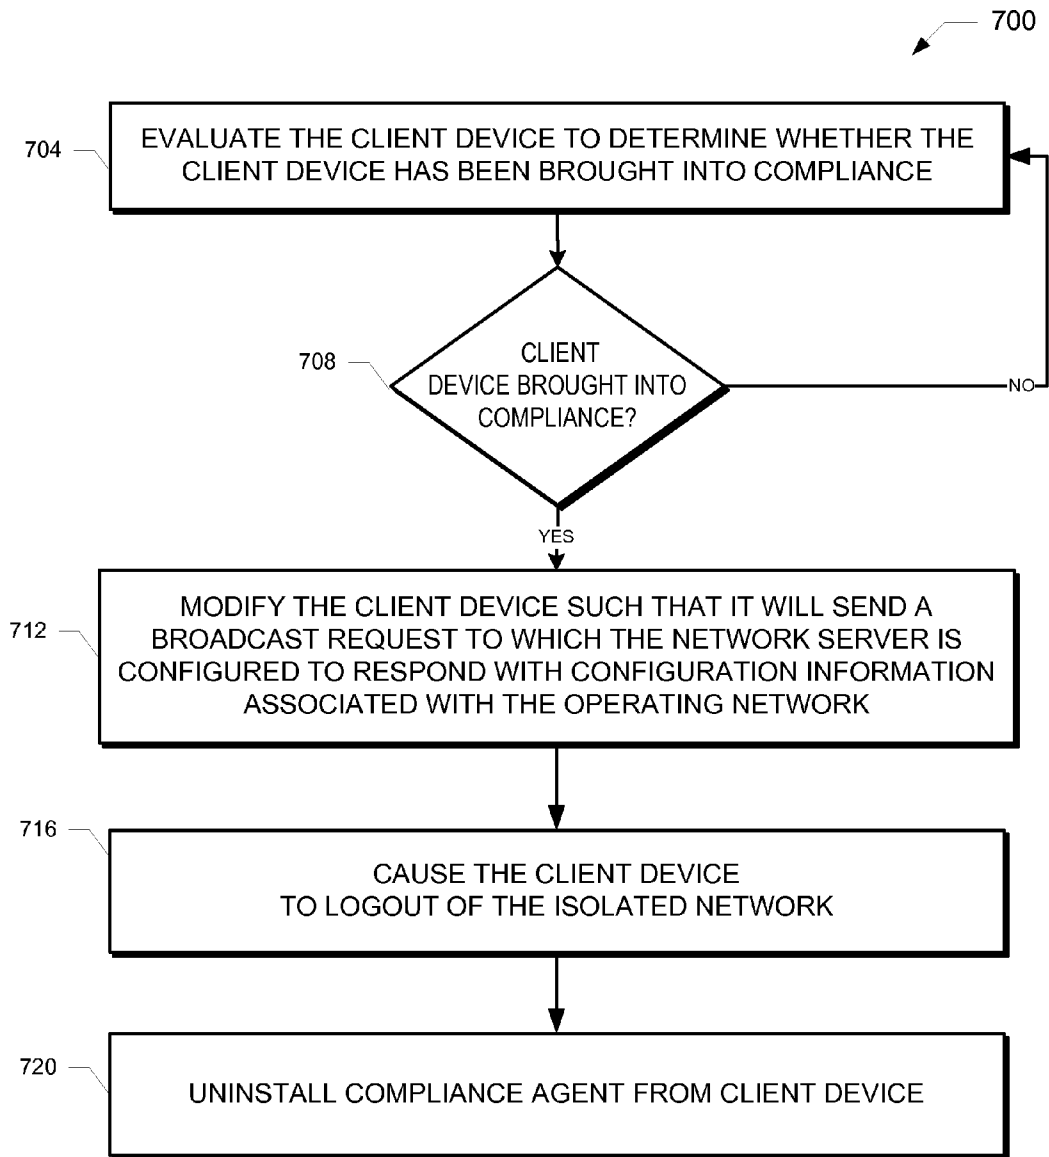 700
704
EVALUATE THE CLIENT DEVICE TO DETERMINE WHETHER THE
CLIENT DEVICE HAS BEEN BROUGHT INTO COMPLIANCE
708
CLIENT
DEVICE BROUGHT INTO
COMPLIANCE?
NO
YES
712
MODIFY THE CLIENT DEVICE SUCH THAT IT WILL SEND A
BROADCAST REQUEST TO WHICH THE NETWORK SERVER IS
CONFIGURED TO RESPOND WITH CONFIGURATION INFORMATION
ASSOCIATED WITH THE OPERATING NETWORK
716
CAUSE THE CLIENT DEVICE
TO LOGOUT OF THE ISOLATED NETWORK
720
UNINSTALL COMPLIANCE AGENT FROM CLIENT DEVICE